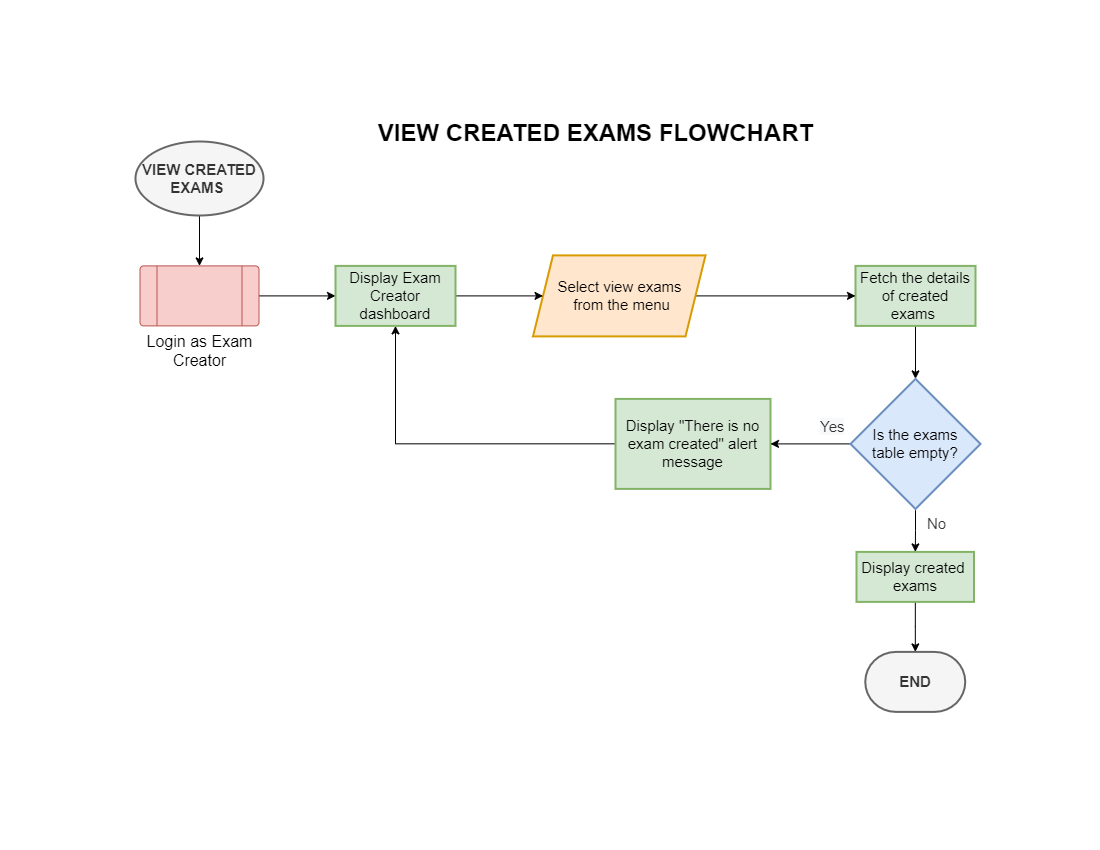 VIEW CREATED EXAMS FLOWCHART
VIEW CREATED
EXAMS
Login as Exam
Creator
Display Exam
Creator
dashboard
Select view exams
from the menu
Fetch the details
of created
exams
Is the exams
table empty?
Yes
Display "There is no
exam created" alert
message
No
Display created
exams
END